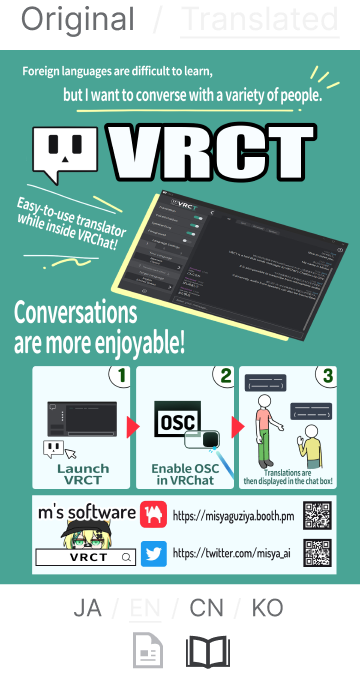 Original / Translated
Foreign languages are difficult to learn,
but I want to converse with a variety of people.
VRCT
Easy-to-use translator
while inside VRChat!
VRCT
Conversations
are more enjoyable!
1
2
3
OSC
Launch
VRCT
Enable OSC
in VRChat
Translations are
then displayed in the chat box!
m's software
https://misyaguziya.booth.pm
VRCT
https://twitter.com/misya_ai
JA / EN / CN / KO